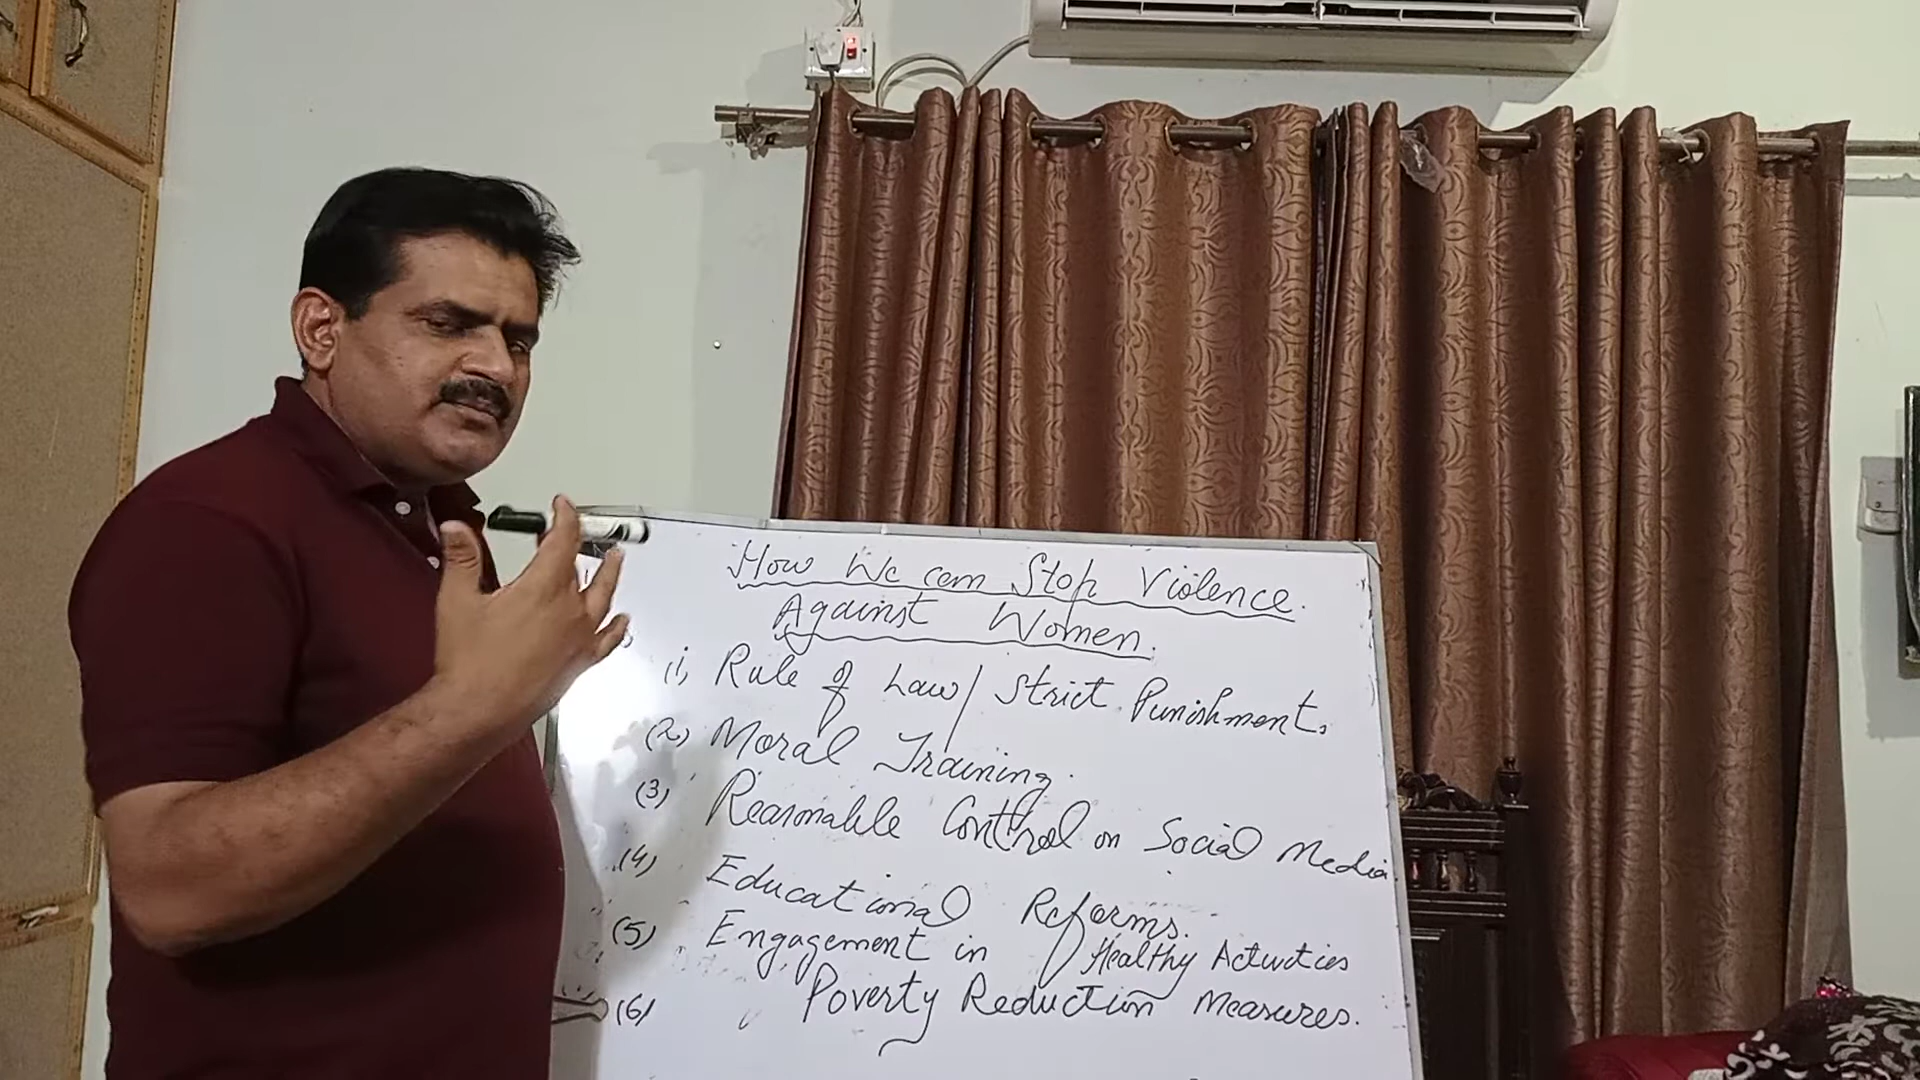 How We can Stop Violence.
Against Women.
(1) Rule of Law/ Strict Punishment.
(2) Moral Training.
(3) Reasonable Control on Social Media.
(4) Educational Reforms.
(5) Engagement in Healthy Activities
(6) " Poverty Reduction Measures.